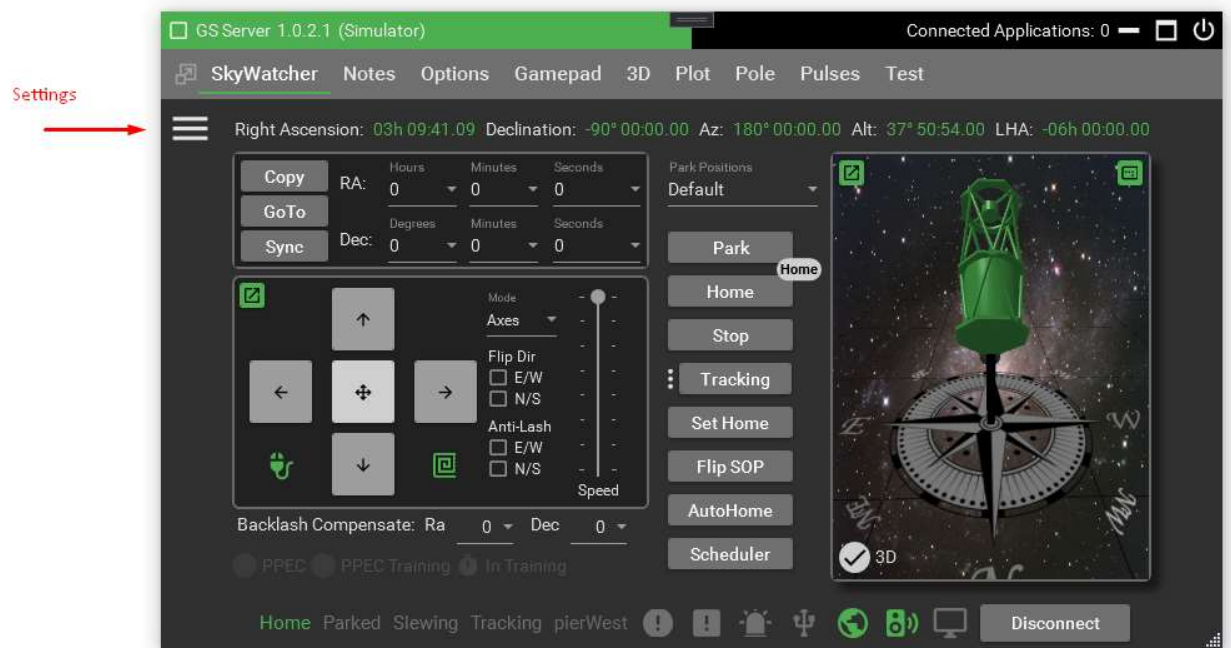 GS Server 1.0.2.1 (Simulator)
Connected Applications: 0
SkyWatcher Notes Options Gamepad 3D Plot Pole Pulses Test
Settings
Right Ascension: 03h 09:41.09 Declination: -90° 00:00.00 Az: 180° 00:00.00 Alt: 37° 50:54.00 LHA: -06h 00:00.00
Copy
GoTo
Sync
Hours Minutes Seconds
RA: 0 0 0
Degrees Minutes Seconds
Dec: 0 0 0
Park Positions
Default
Park
Home
Home
Stop
Tracking
Set Home
Flip SOP
AutoHome
Scheduler
Mode
Axes
Flip Dir
E/W
N/S
Anti-Lash
E/W
N/S
Speed
Backlash Compensate: Ra 0 Dec 0
PPEC PPEC Training In Training
E
W
NE
NW
3D
Home Parked Slewing Tracking pierWest
Disconnect